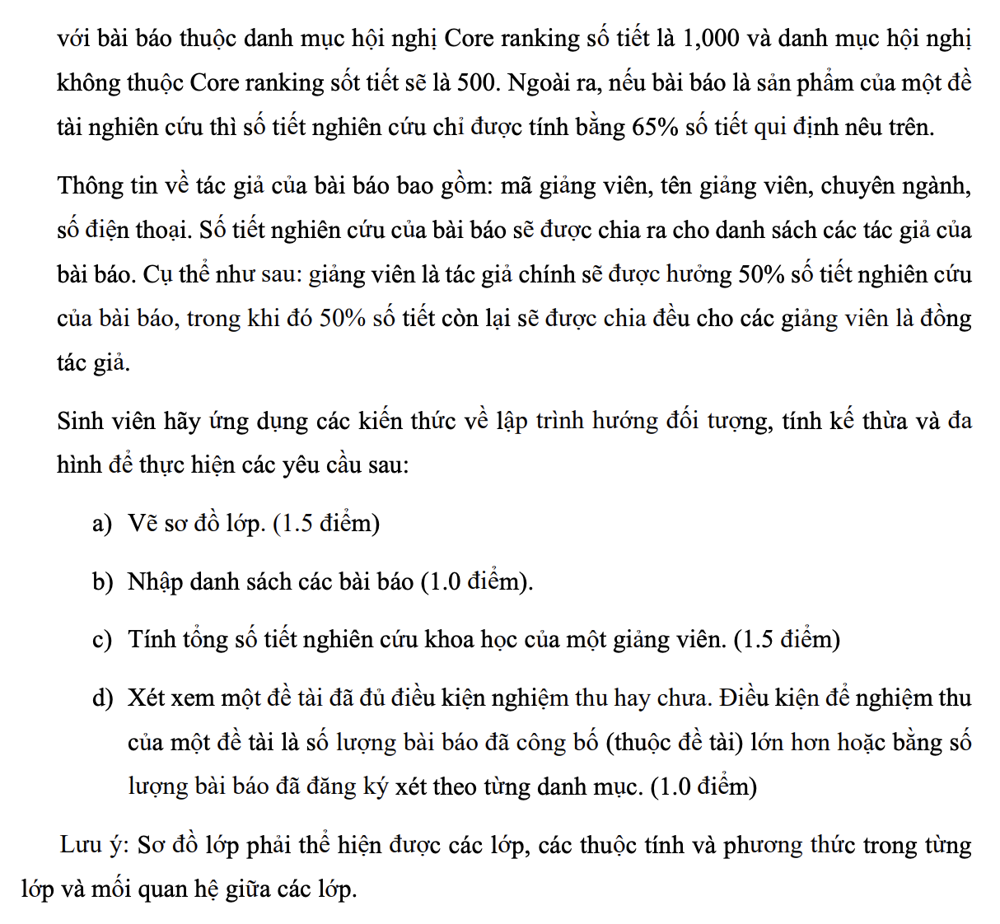 với bài báo thuộc danh mục hội nghị Core ranking số tiết là 1,000 và danh mục hội nghị
không thuộc Core ranking sốt tiết sẽ là 500. Ngoài ra, nếu bài báo là sản phẩm của một đề
tài nghiên cứu thì số tiết nghiên cứu chỉ được tính bằng 65% số tiết qui định nêu trên.
Thông tin về tác giả của bài báo bao gồm: mã giảng viên, tên giảng viên, chuyên ngành,
số điện thoại. Số tiết nghiên cứu của bài báo sẽ được chia ra cho danh sách các tác giả của
bài báo. Cụ thể như sau: giảng viên là tác giả chính sẽ được hưởng 50% số tiết nghiên cứu
của bài báo, trong khi đó 50% số tiết còn lại sẽ được chia đều cho các giảng viên là đồng
tác giả.
Sinh viên hãy ứng dụng các kiến thức về lập trình hướng đối tượng, tính kế thừa và đa
hình để thực hiện các yêu cầu sau:
a) Vẽ sơ đồ lớp. (1.5 điểm)
b) Nhập danh sách các bài báo (1.0 điểm).
c) Tính tổng số tiết nghiên cứu khoa học của một giảng viên. (1.5 điểm)
d) Xét xem một đề tài đã đủ điều kiện nghiệm thu hay chưa. Điều kiện để nghiệm thu
của một đề tài là số lượng bài báo đã công bố (thuộc đề tài) lớn hơn hoặc bằng số
lượng bài báo đã đăng ký xét theo từng danh mục. (1.0 điểm)
Lưu ý: Sơ đồ lớp phải thể hiện được các lớp, các thuộc tính và phương thức trong từng
lớp và mối quan hệ giữa các lớp.